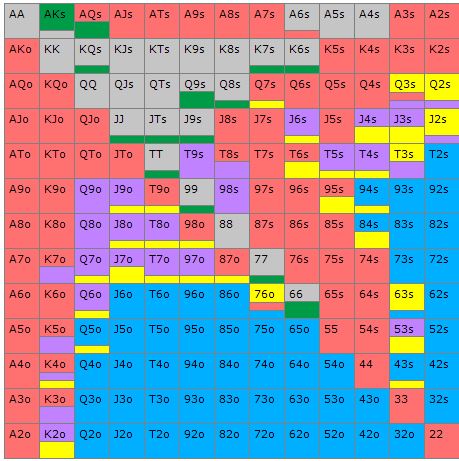 AA AKs AQs AJs ATs A9s A8s A7s A6s A5s A4s A3s A2s
AKo KK KQs KJs KTs K9s K8s K7s K6s K5s K4s K3s K2s
AQo KQo QQ QJs QTs Q9s Q8s Q7s Q6s Q5s Q4s Q3s Q2s
AJo KJo QJo JJ JTs J9s J8s J7s J6s J5s J4s J3s J2s
ATo KTo QTo JTo TT T9s T8s T7s T6s T5s T4s T3s T2s
A9o K9o Q9o J9o T9o 99 98s 97s 96s 95s 94s 93s 92s
A8o K8o Q8o J8o T8o 98o 88 87s 86s 85s 84s 83s 82s
A7o K7o Q7o J7o T7o 97o 87o 77 76s 75s 74s 73s 72s
A6o K6o Q6o J6o T6o 96o 86o 76o 66 65s 64s 63s 62s
A5o K5o Q5o J5o T5o 95o 85o 75o 65o 55 54s 53s 52s
A4o K4o Q4o J4o T4o 94o 84o 74o 64o 54o 44 43s 42s
A3o K3o Q3o J3o T3o 93o 83o 73o 63o 53o 43o 33 32s
A2o K2o Q2o J2o T2o 92o 82o 72o 62o 52o 42o 32o 22